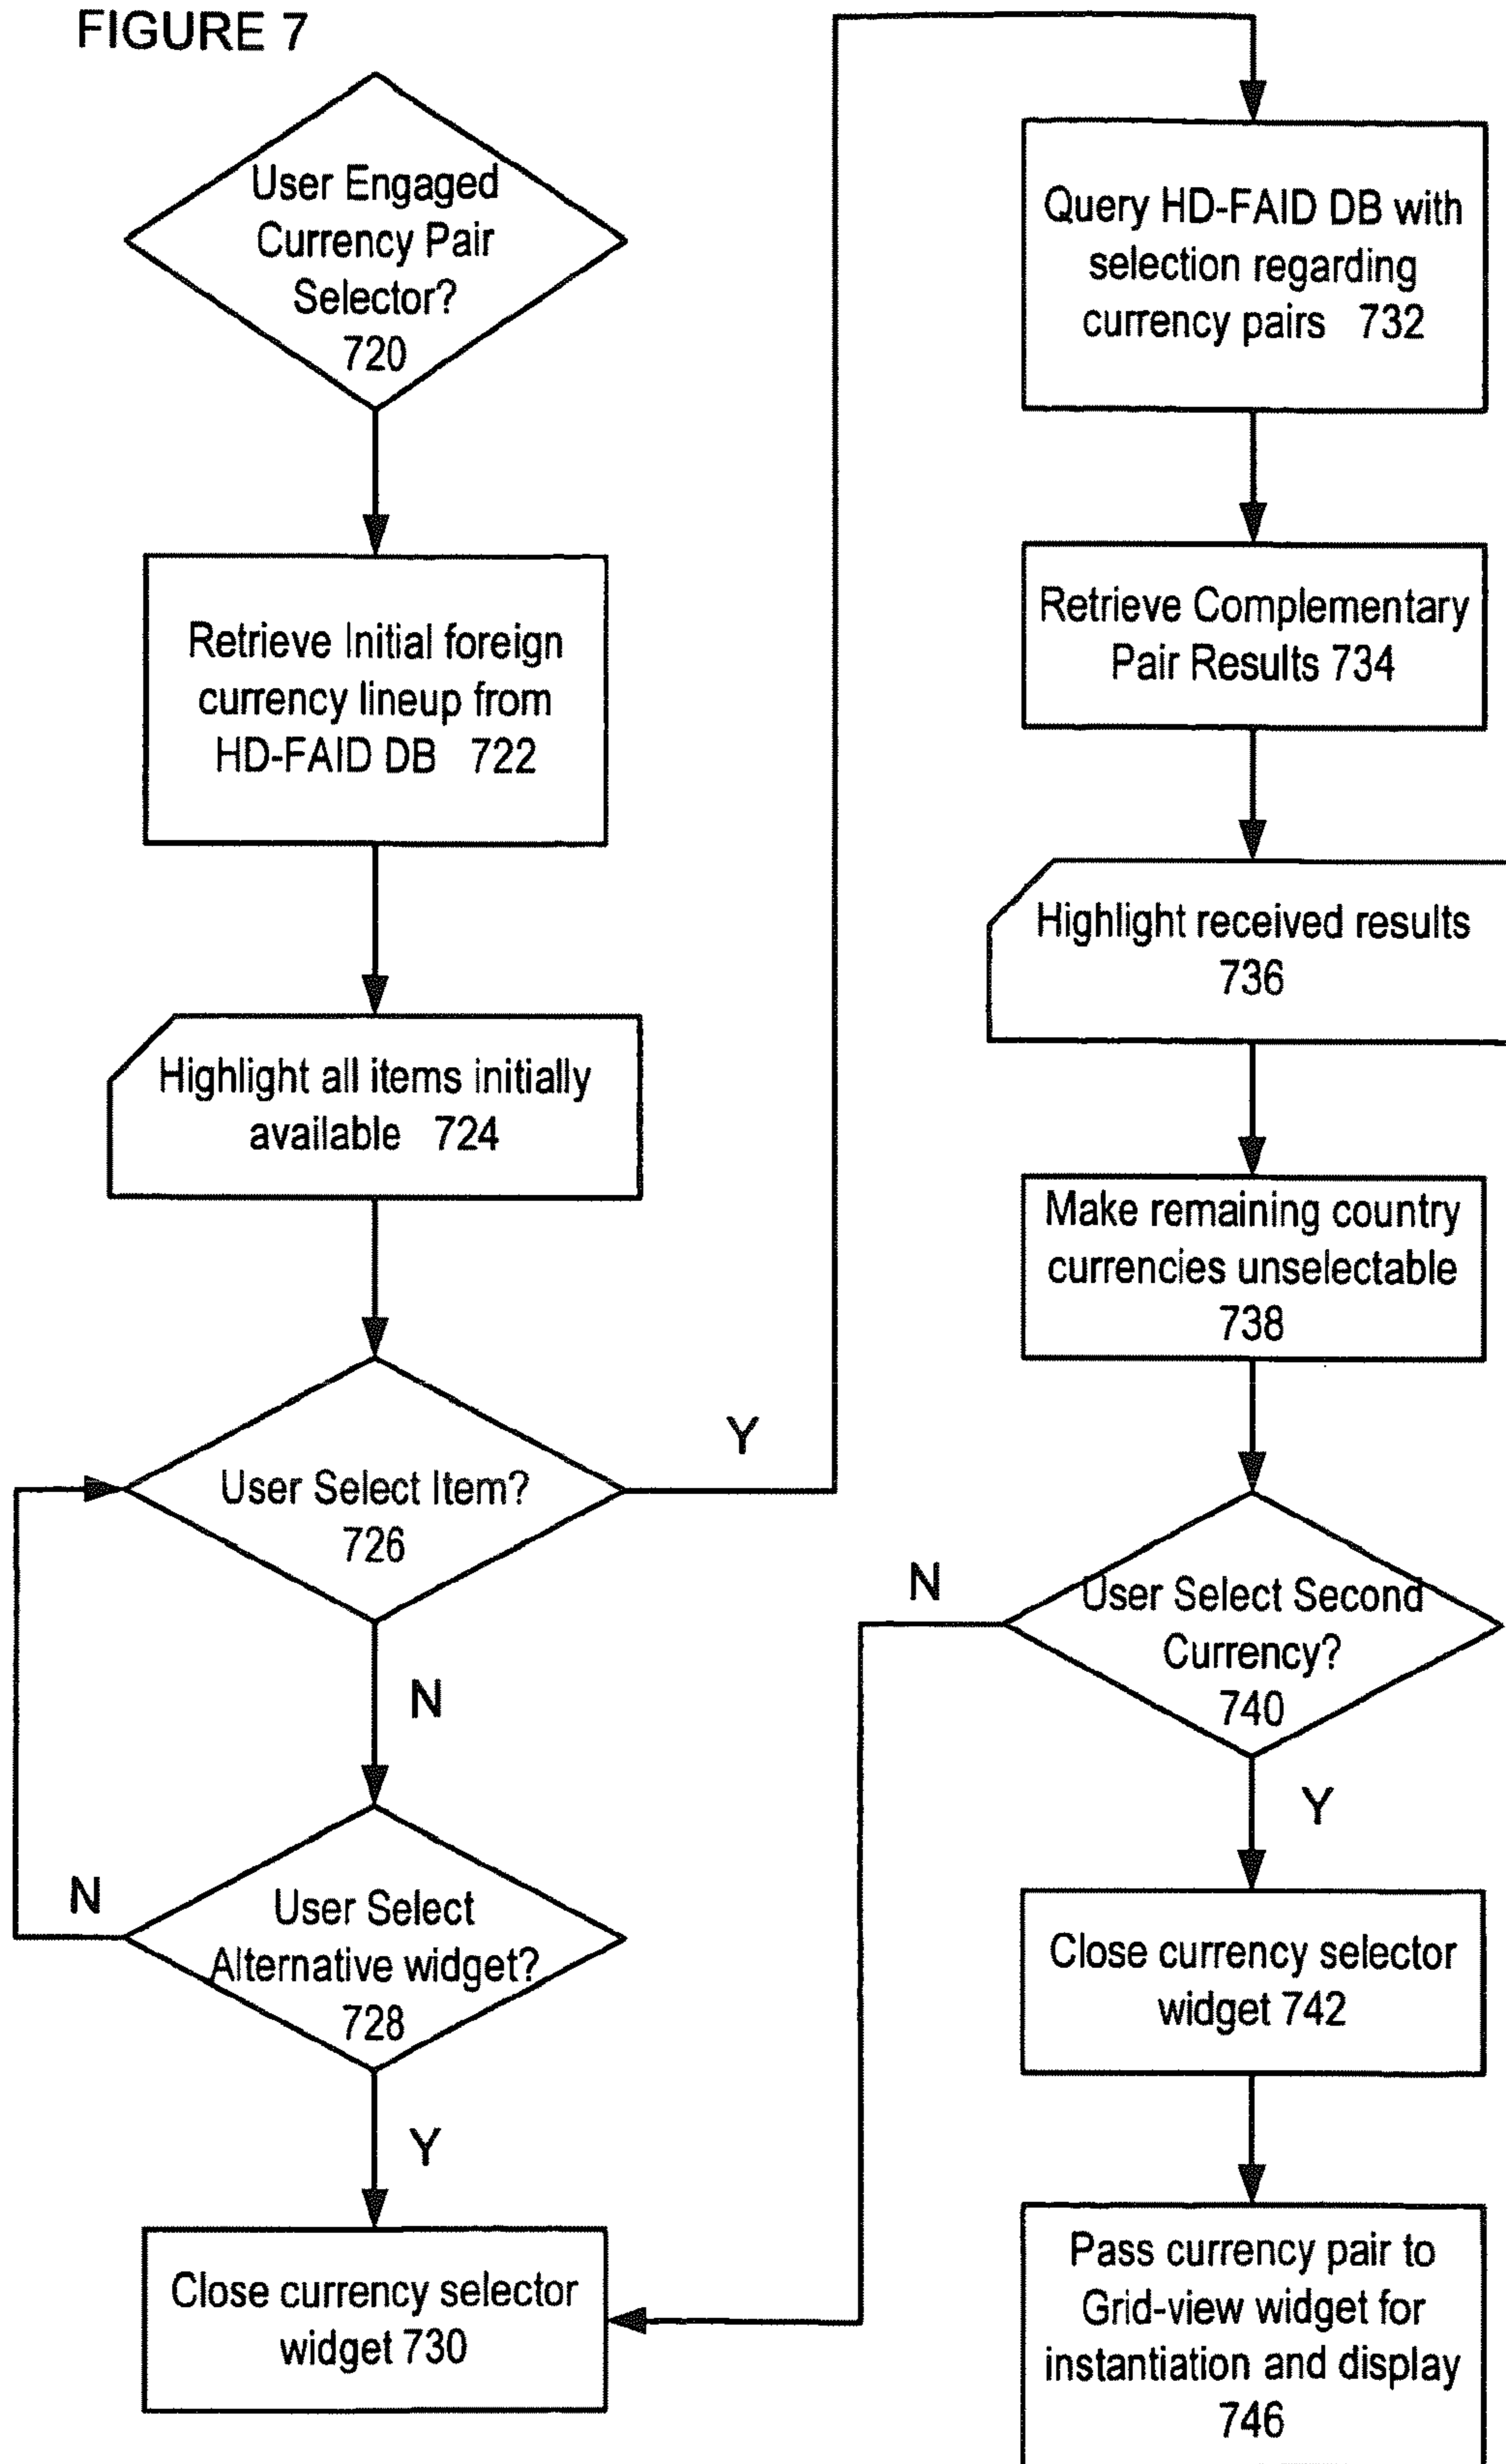 FIGURE 7
User Engaged
Currency Pair
Selector?
720
Retrieve Initial foreign
currency lineup from
HD-FAID DB 722
Highlight all items initially
available 724
User Select Item?
726
Y
N
User Select
Alternative widget?
728
N
Y
Close currency selector
widget 730
Query HD-FAID DB with
selection regarding
currency pairs 732
Retrieve Complementary
Pair Results 734
Highlight received results
736
Make remaining country
currencies unselectable
738
User Select Second
Currency?
740
N
Y
Close currency selector
widget 742
Pass currency pair to
Grid-view widget for
instantiation and display
746